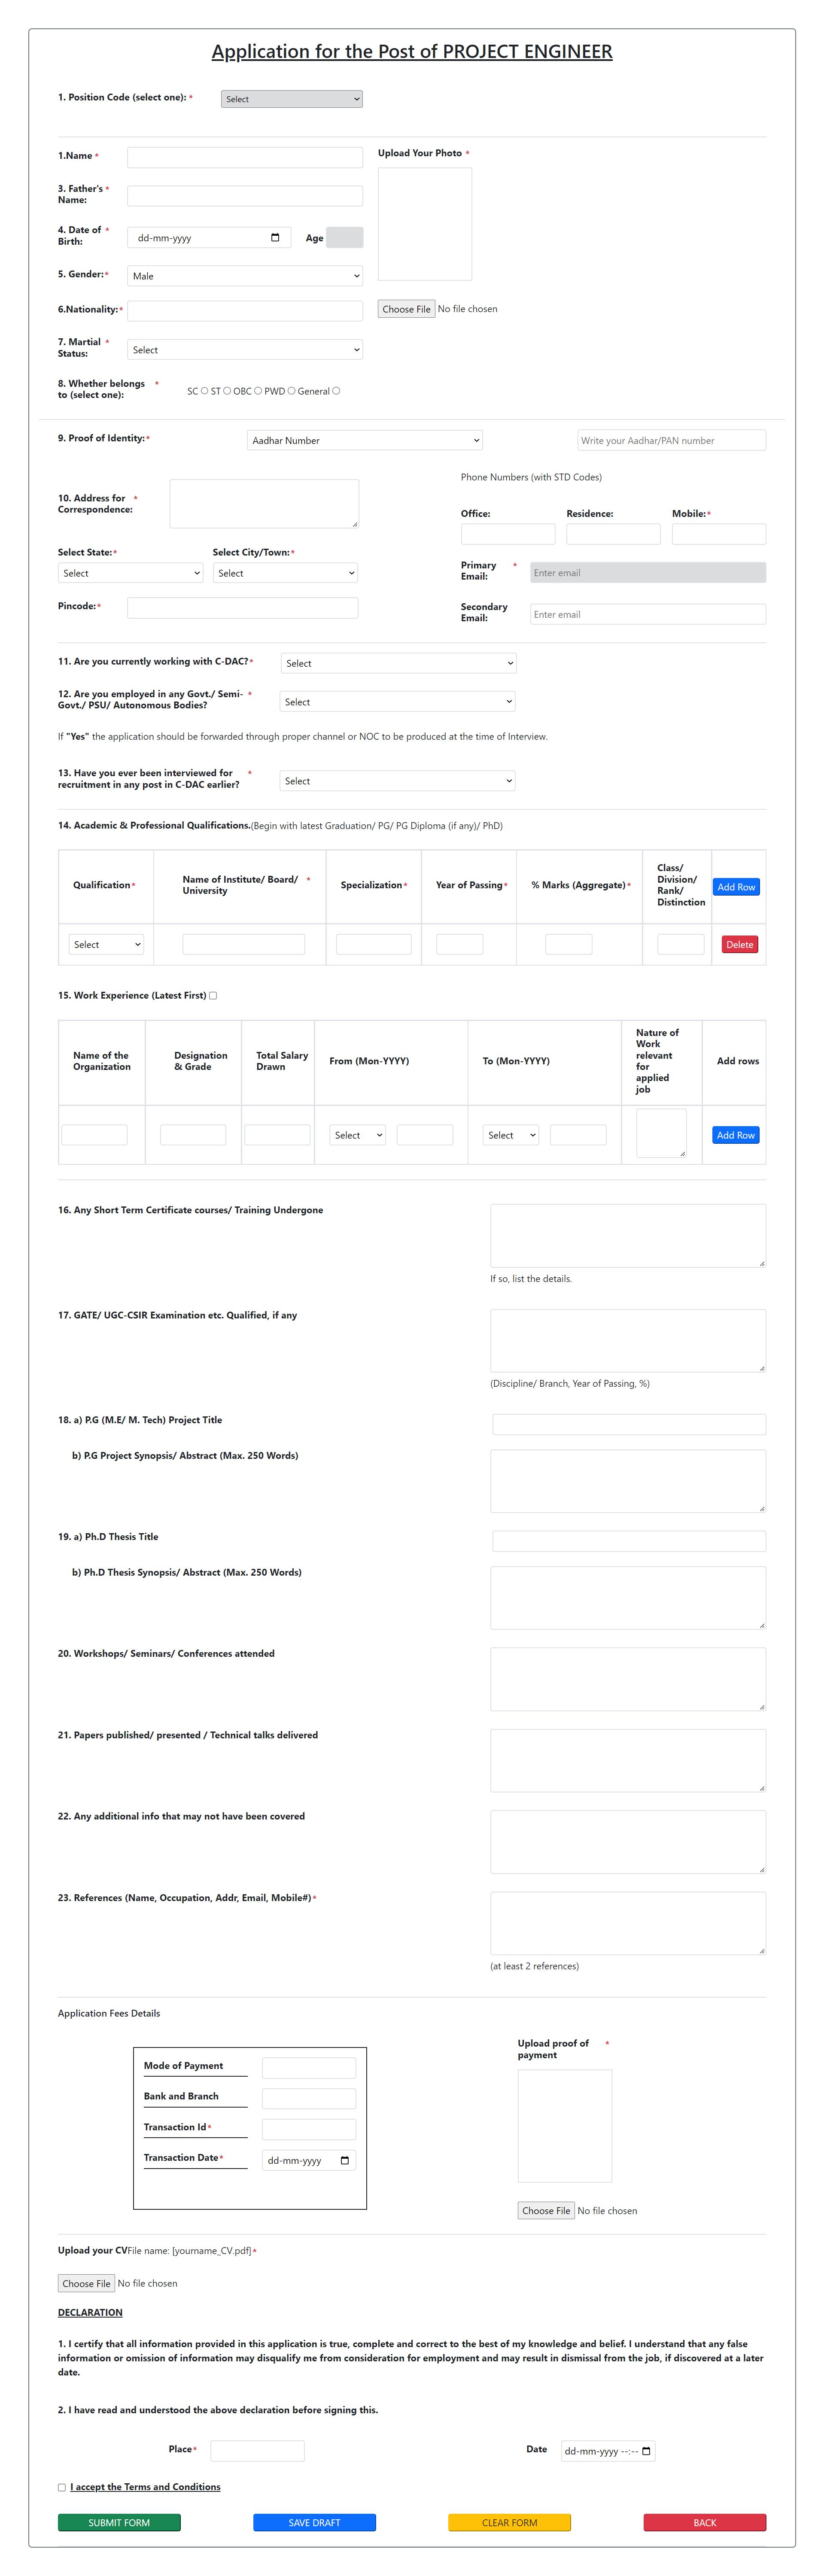 Application for the Post of PROJECT ENGINEER
1. Position Code (select one): *
Select
1.Name *
Upload Your Photo *
3. Father's *
Name:
4. Date of *
Birth:
dd-mm-yyyy
Age
5. Gender:*
Male
6.Nationality:*
Choose File No file chosen
7. Martial *
Status:
Select
8. Whether belongs *
to (select one):
SC ST OBC PWD General
9. Proof of Identity:*
Aadhar Number
Write your Aadhar/PAN number
Phone Numbers (with STD Codes)
10. Address for *
Correspondence:
Office: Residence: Mobile:*
Select State:* Select City/Town:*
Select Select
Primary *
Email:
Enter email
Pincode:*
Secondary
Email:
Enter email
11. Are you currently working with C-DAC?*
Select
12. Are you employed in any Govt./ Semi- *
Govt./ PSU/ Autonomous Bodies?
Select
If "Yes" the application should be forwarded through proper channel or NOC to be produced at the time of Interview.
13. Have you ever been interviewed for *
recruitment in any post in C-DAC earlier?
Select
14. Academic & Professional Qualifications.(Begin with latest Graduation/ PG/ PG Diploma (if any)/ PhD)
Qualification*
Name of Institute/ Board/ *
University
Specialization*
Year of Passing*
% Marks (Aggregate)*
Class/
Division/
Rank/
Distinction
Add Row
Select
Delete
15. Work Experience (Latest First)
Name of the
Organization
Designation
& Grade
Total Salary
Drawn
From (Mon-YYYY)
To (Mon-YYYY)
Nature of
Work
relevant
for
applied
job
Add rows
Select
Select
Add Row
16. Any Short Term Certificate courses/ Training Undergone
If so, list the details.
17. GATE/ UGC-CSIR Examination etc. Qualified, if any
(Discipline/ Branch, Year of Passing, %)
18. a) P.G (M.E/ M. Tech) Project Title
b) P.G Project Synopsis/ Abstract (Max. 250 Words)
19. a) Ph.D Thesis Title
b) Ph.D Thesis Synopsis/ Abstract (Max. 250 Words)
20. Workshops/ Seminars/ Conferences attended
21. Papers published/ presented / Technical talks delivered
22. Any additional info that may not have been covered
23. References (Name, Occupation, Addr, Email, Mobile#)*
(at least 2 references)
Application Fees Details
Mode of Payment
Bank and Branch
Transaction Id*
Transaction Date*
dd-mm-yyyy
Upload proof of *
payment
Choose File No file chosen
Upload your CVFile name: [yourname_CV.pdf]*
Choose File No file chosen
DECLARATION
1. I certify that all information provided in this application is true, complete and correct to the best of my knowledge and belief. I understand that any false
information or omission of information may disqualify me from consideration for employment and may result in dismissal from the job, if discovered at a later
date.
2. I have read and understood the above declaration before signing this.
Place*
Date
dd-mm-yyyy --:--
I accept the Terms and Conditions
SUBMIT FORM
SAVE DRAFT
CLEAR FORM
BACK